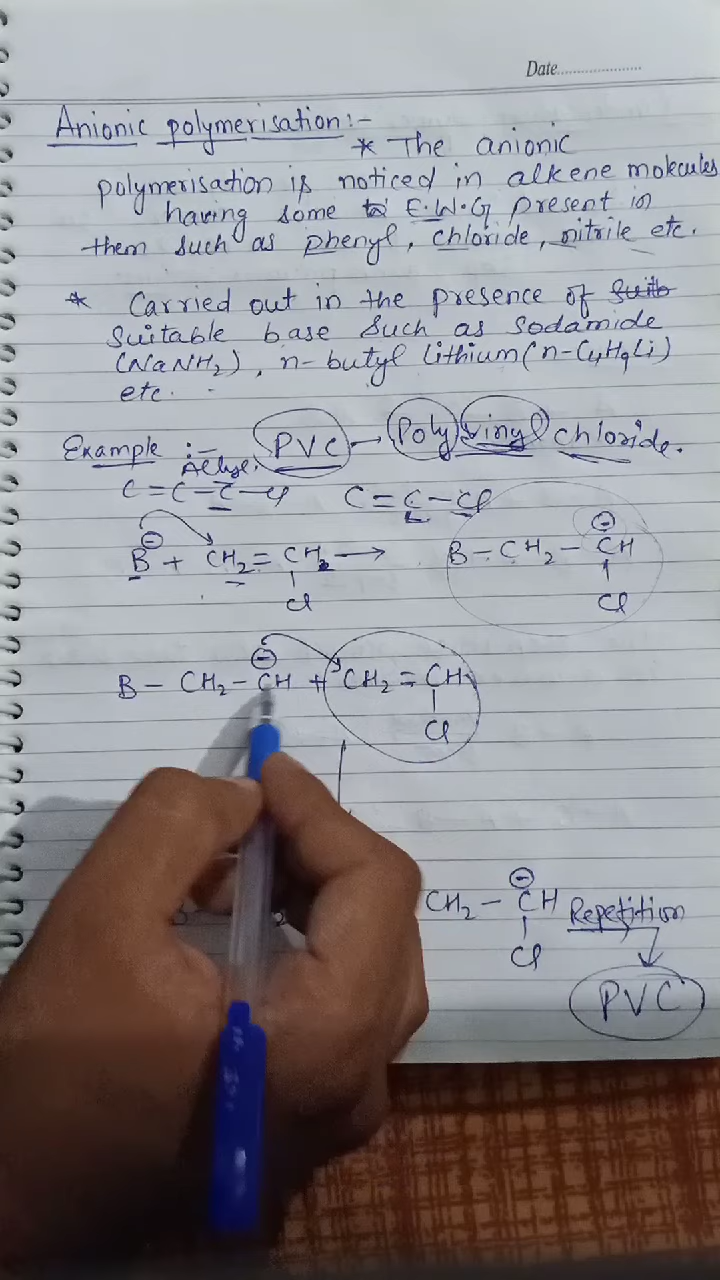 Date....................
Anionic polymerisation :-
* The anionic
polymerisation is noticed in alkene molecules
having some E.W.G present in
them such as phenyl, chloride, nitrile etc.
* Carried out in the presence of
suitable base such as sodamide
(NaNH₂), n-butyl lithium (n-C₄H₉Li)
etc.
Example :- PVC - Poly vinyl chloride.
C=C-C-Cl C=C-Cl
B⊖ + CH₂=CH₂ → B-CH₂-CH⊖
Cl Cl
B-CH₂-CH⊖ + CH₂=CH
Cl
CH₂-CH⊖ Repetition
Cl
PVC